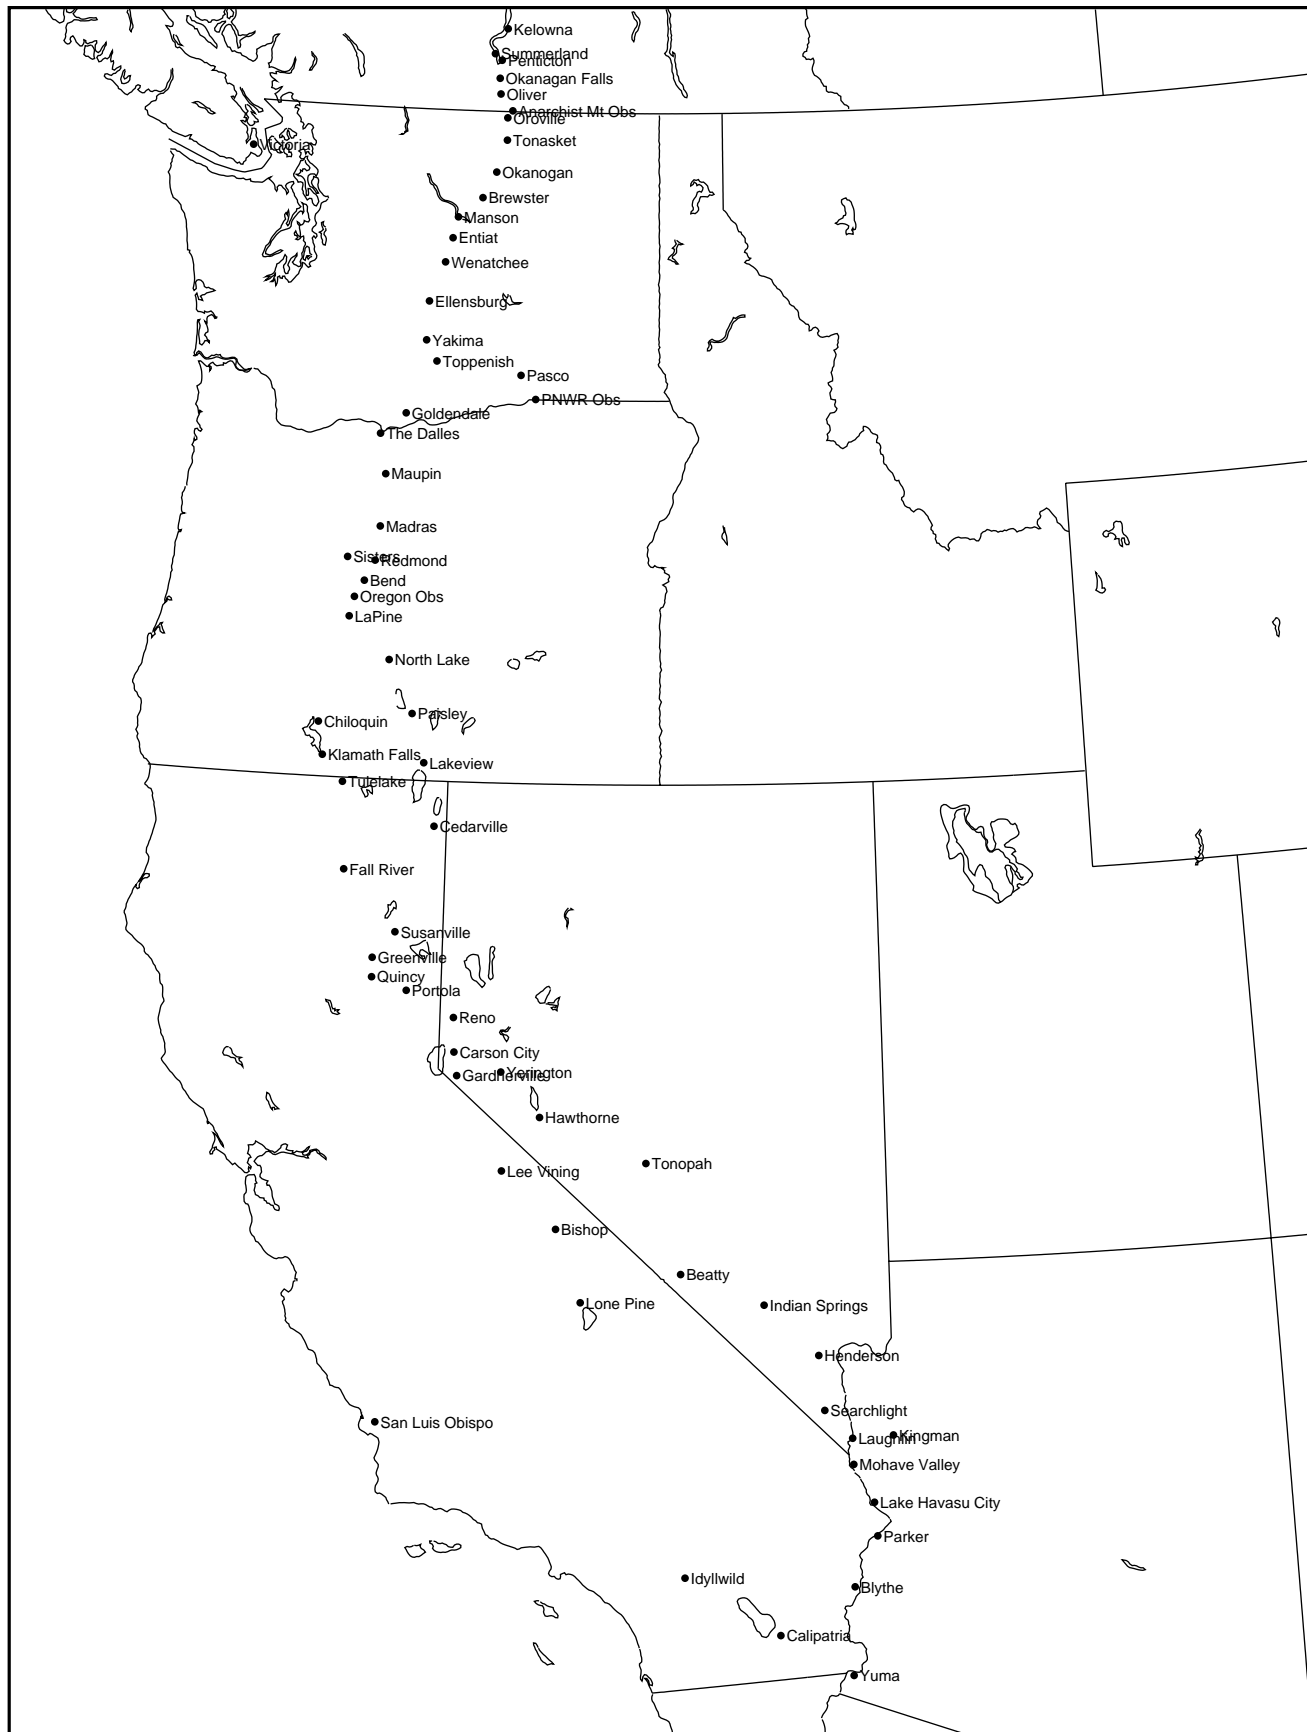 Kelowna
Summerland
Penticton
Okanagan Falls
Oliver
Anarchist Mt Obs
Oroville
Tonasket
Victoria
Okanogan
Brewster
Manson
Entiat
Wenatchee
Ellensburg
Yakima
Toppenish
Pasco
PNWR Obs
Goldendale
The Dalles
Maupin
Madras
Sisters
Redmond
Bend
Oregon Obs
LaPine
North Lake
Paisley
Chiloquin
Klamath Falls
Lakeview
Tulelake
Cedarville
Fall River
Susanville
Greenville
Quincy
Portola
Reno
Carson City
Yerington
Gardnerville
Hawthorne
Tonopah
Lee Vining
Bishop
Beatty
Lone Pine
Indian Springs
Henderson
Searchlight
San Luis Obispo
Kingman
Laughlin
Mohave Valley
Lake Havasu City
Parker
Idyllwild
Blythe
Calipatria
Yuma